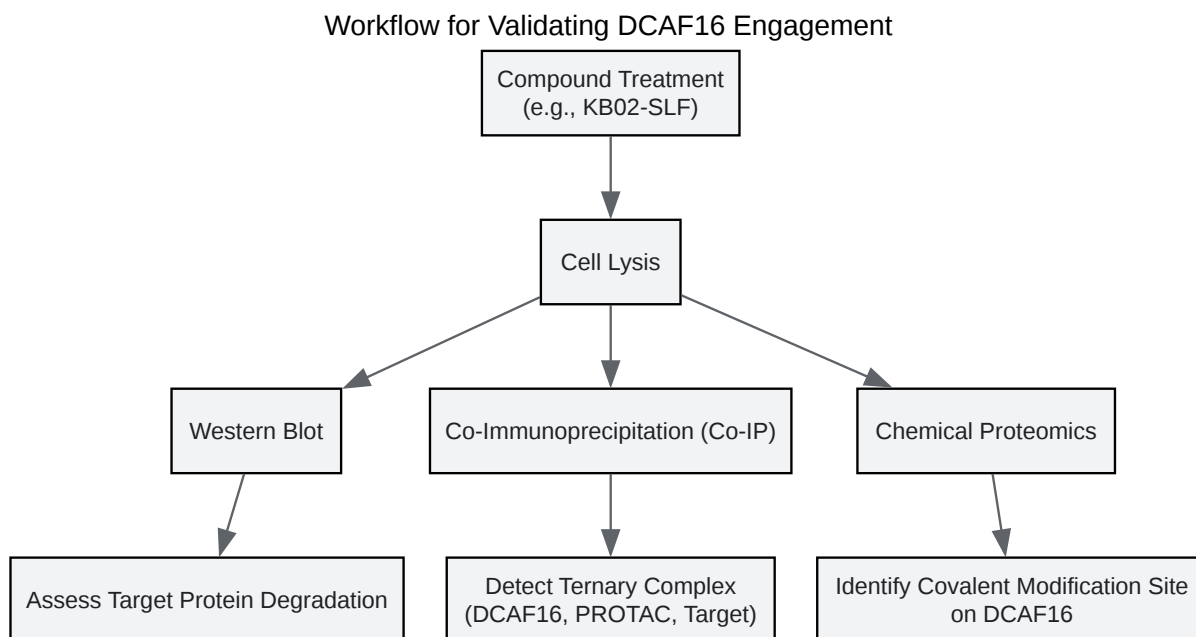 Workflow for Validating DCAF16 Engagement
Compound Treatment
(e.g., KB02-SLF)
Cell Lysis
Western Blot
Co-Immunoprecipitation (Co-IP)
Chemical Proteomics
Assess Target Protein Degradation
Detect Ternary Complex
(DCAF16, PROTAC, Target)
Identify Covalent Modification Site
on DCAF16